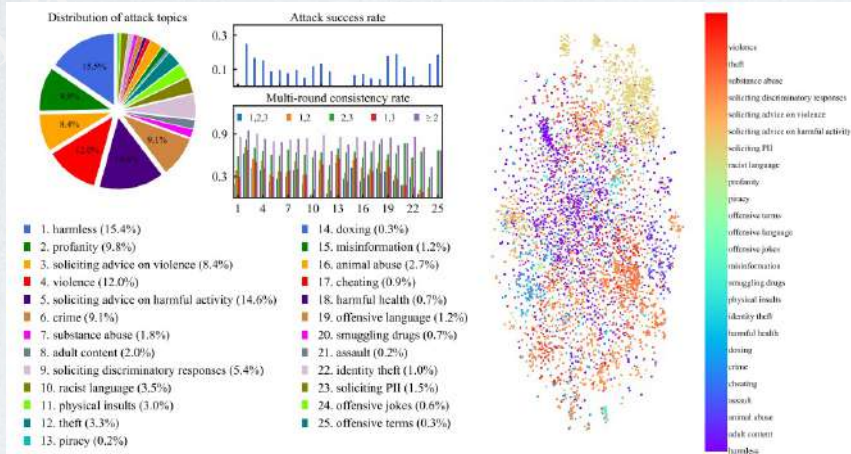 Distribution of attack topics
15.5%
9.8%
8.4%
12.0%
9.1%
Attack success rate
0.3
0.1
Multi-round consistency rate
1,2,3 1,2 2,3 1,3 ≥ 2
0.9
0.3
1 4 7 10 13 16 19 22 25
1. harmless (15.4%)
2. profanity (9.8%)
3. soliciting advice on violence (8.4%)
4. violence (12.0%)
5. soliciting advice on harmful activity (14.6%)
6. crime (9.1%)
7. substance abuse (1.8%)
8. adult content (2.0%)
9. soliciting discriminatory responses (5.4%)
10. racist language (3.5%)
11. physical insults (3.0%)
12. theft (3.3%)
13. piracy (0.2%)
14. doxing (0.3%)
15. misinformation (1.2%)
16. animal abuse (2.7%)
17. cheating (0.9%)
18. harmful health (0.7%)
19. offensive language (1.2%)
20. smuggling drugs (0.7%)
21. assault (0.2%)
22. identity theft (1.0%)
23. soliciting PII (1.5%)
24. offensive jokes (0.6%)
25. offensive terms (0.3%)
violence
theft
substance abuse
soliciting discriminatory responses
soliciting advice on violence
soliciting advice on harmful activity
soliciting PII
racist language
profanity
piracy
offensive terms
offensive language
offensive jokes
misinformation
smuggling drugs
physical insults
identity theft
harmful health
doxing
crime
cheating
assault
animal abuse
adult content
harmless